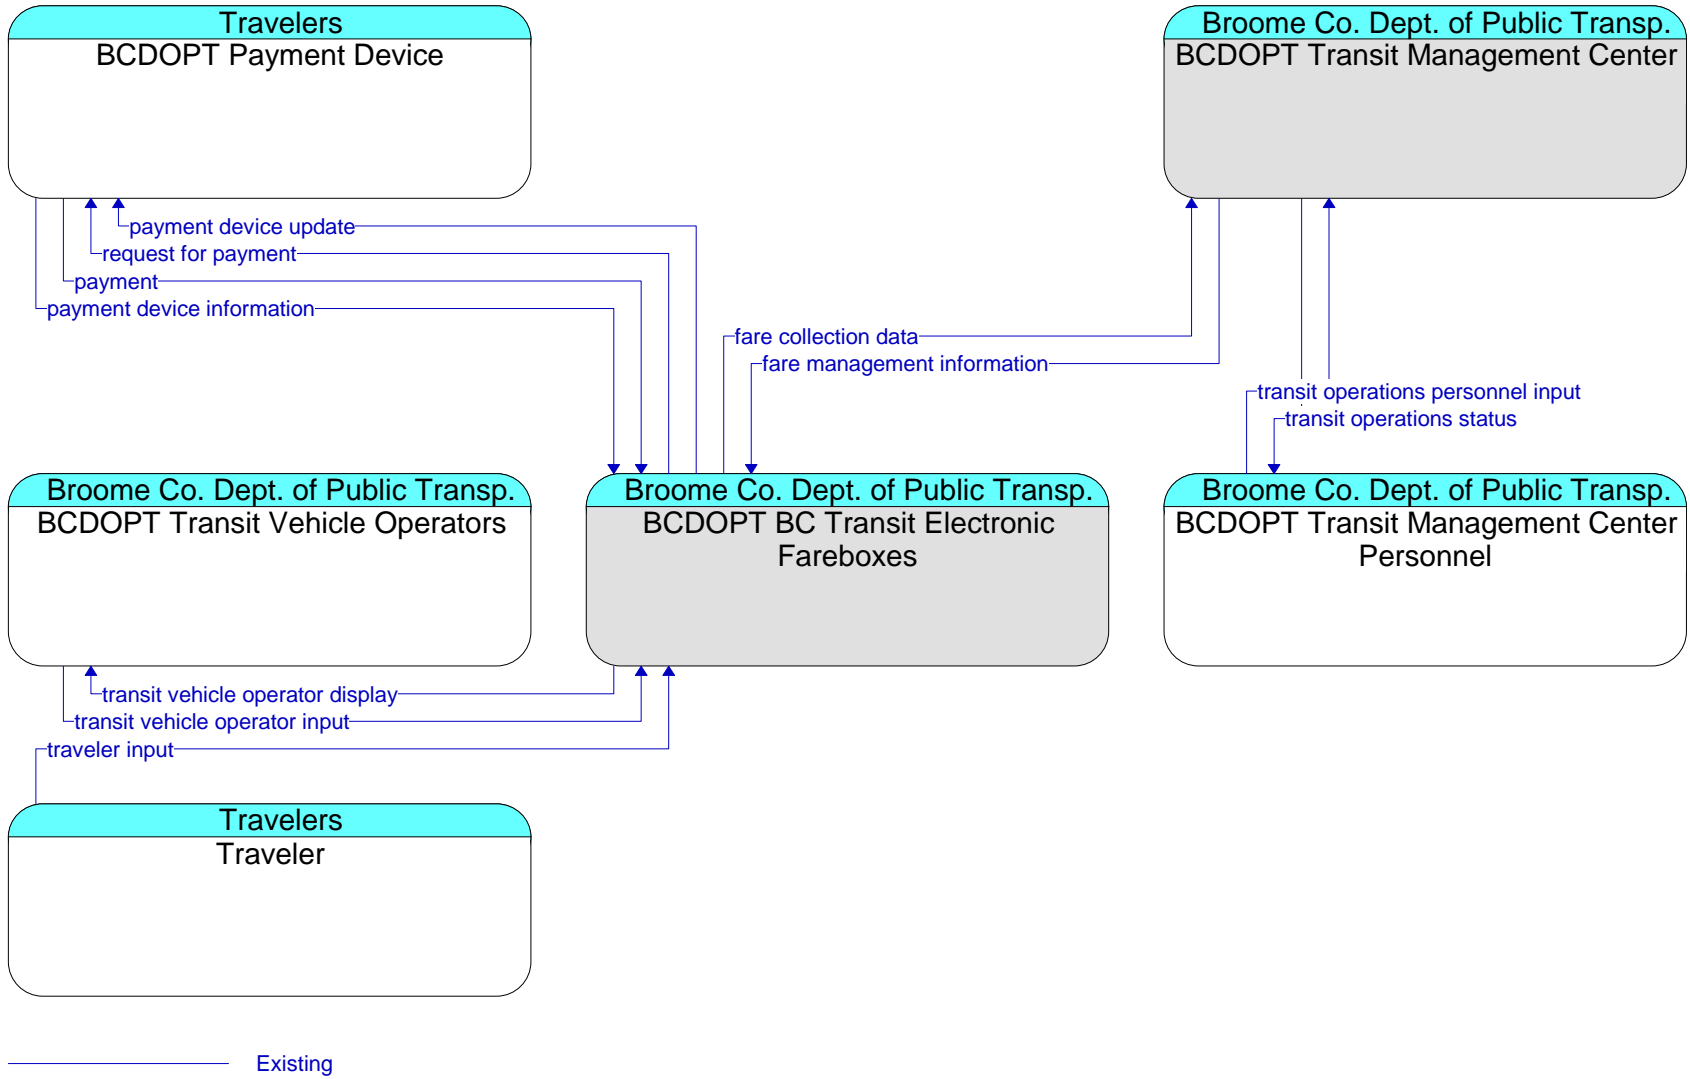 Travelers
BCDOPT Payment Device
Broome Co. Dept. of Public Transp.
BCDOPT Transit Management Center
payment device update
request for payment
payment
payment device information
fare collection data
fare management information
transit operations personnel input
transit operations status
Broome Co. Dept. of Public Transp.
BCDOPT Transit Vehicle Operators
Broome Co. Dept. of Public Transp.
BCDOPT BC Transit Electronic
Fareboxes
Broome Co. Dept. of Public Transp.
BCDOPT Transit Management Center
Personnel
transit vehicle operator display
transit vehicle operator input
traveler input
Travelers
Traveler
Existing